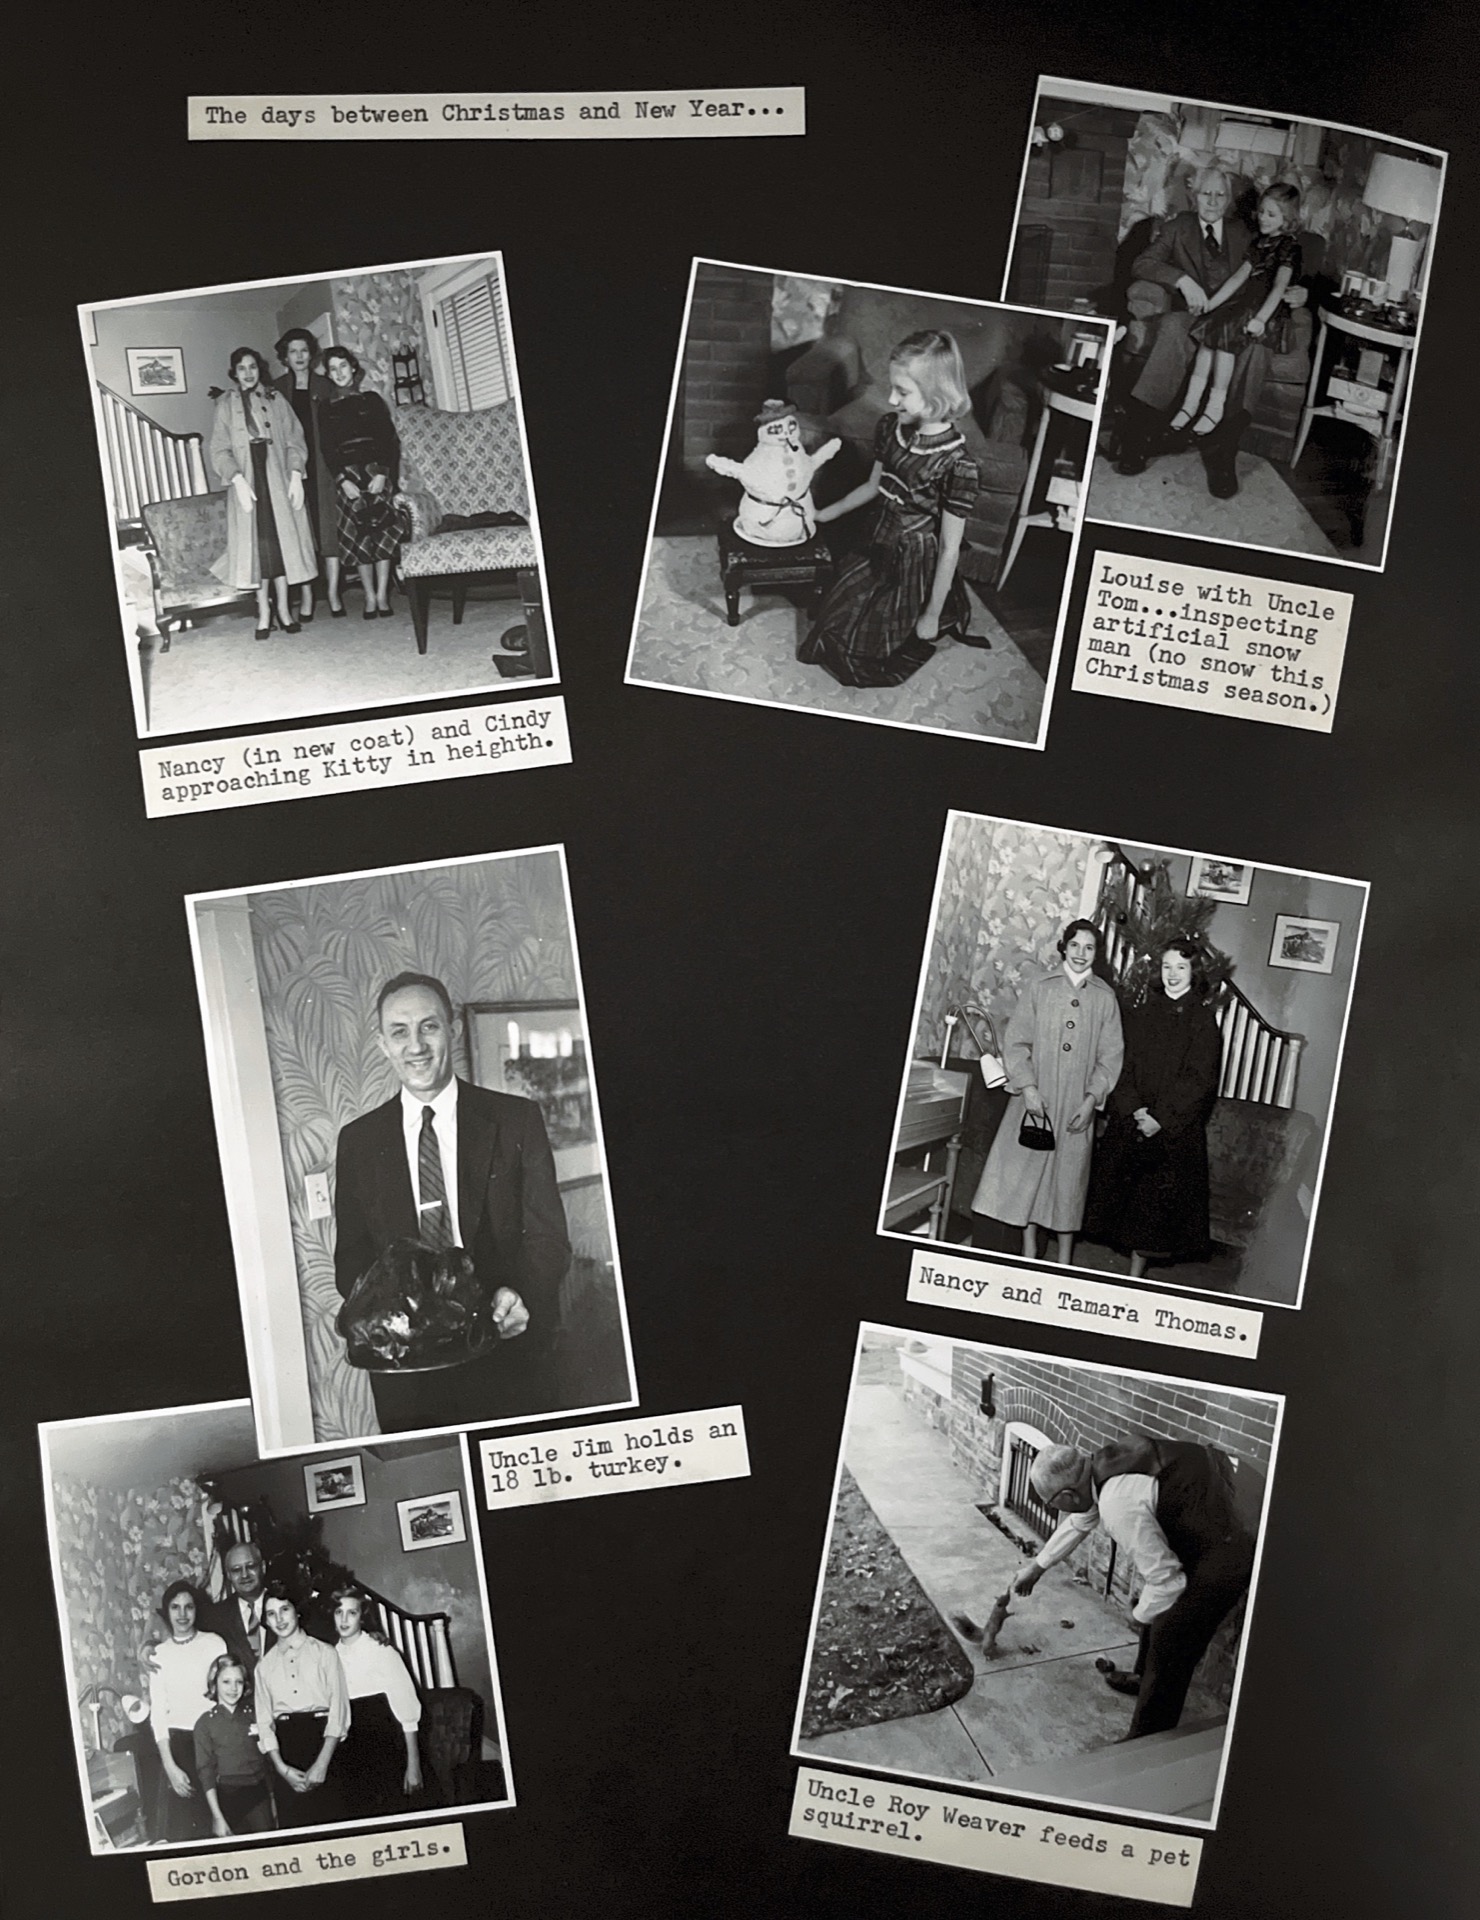 The days between Christmas and New Year...
Louise with Uncle
Tom...inspecting
artificial snow
man (no snow this
Christmas season.)
Nancy (in new coat) and Cindy
approaching Kitty in heighth.
Nancy and Tamara Thomas.
Uncle Jim holds an
18 lb. turkey.
Uncle Roy Weaver feeds a pet
squirrel.
Gordon and the girls.